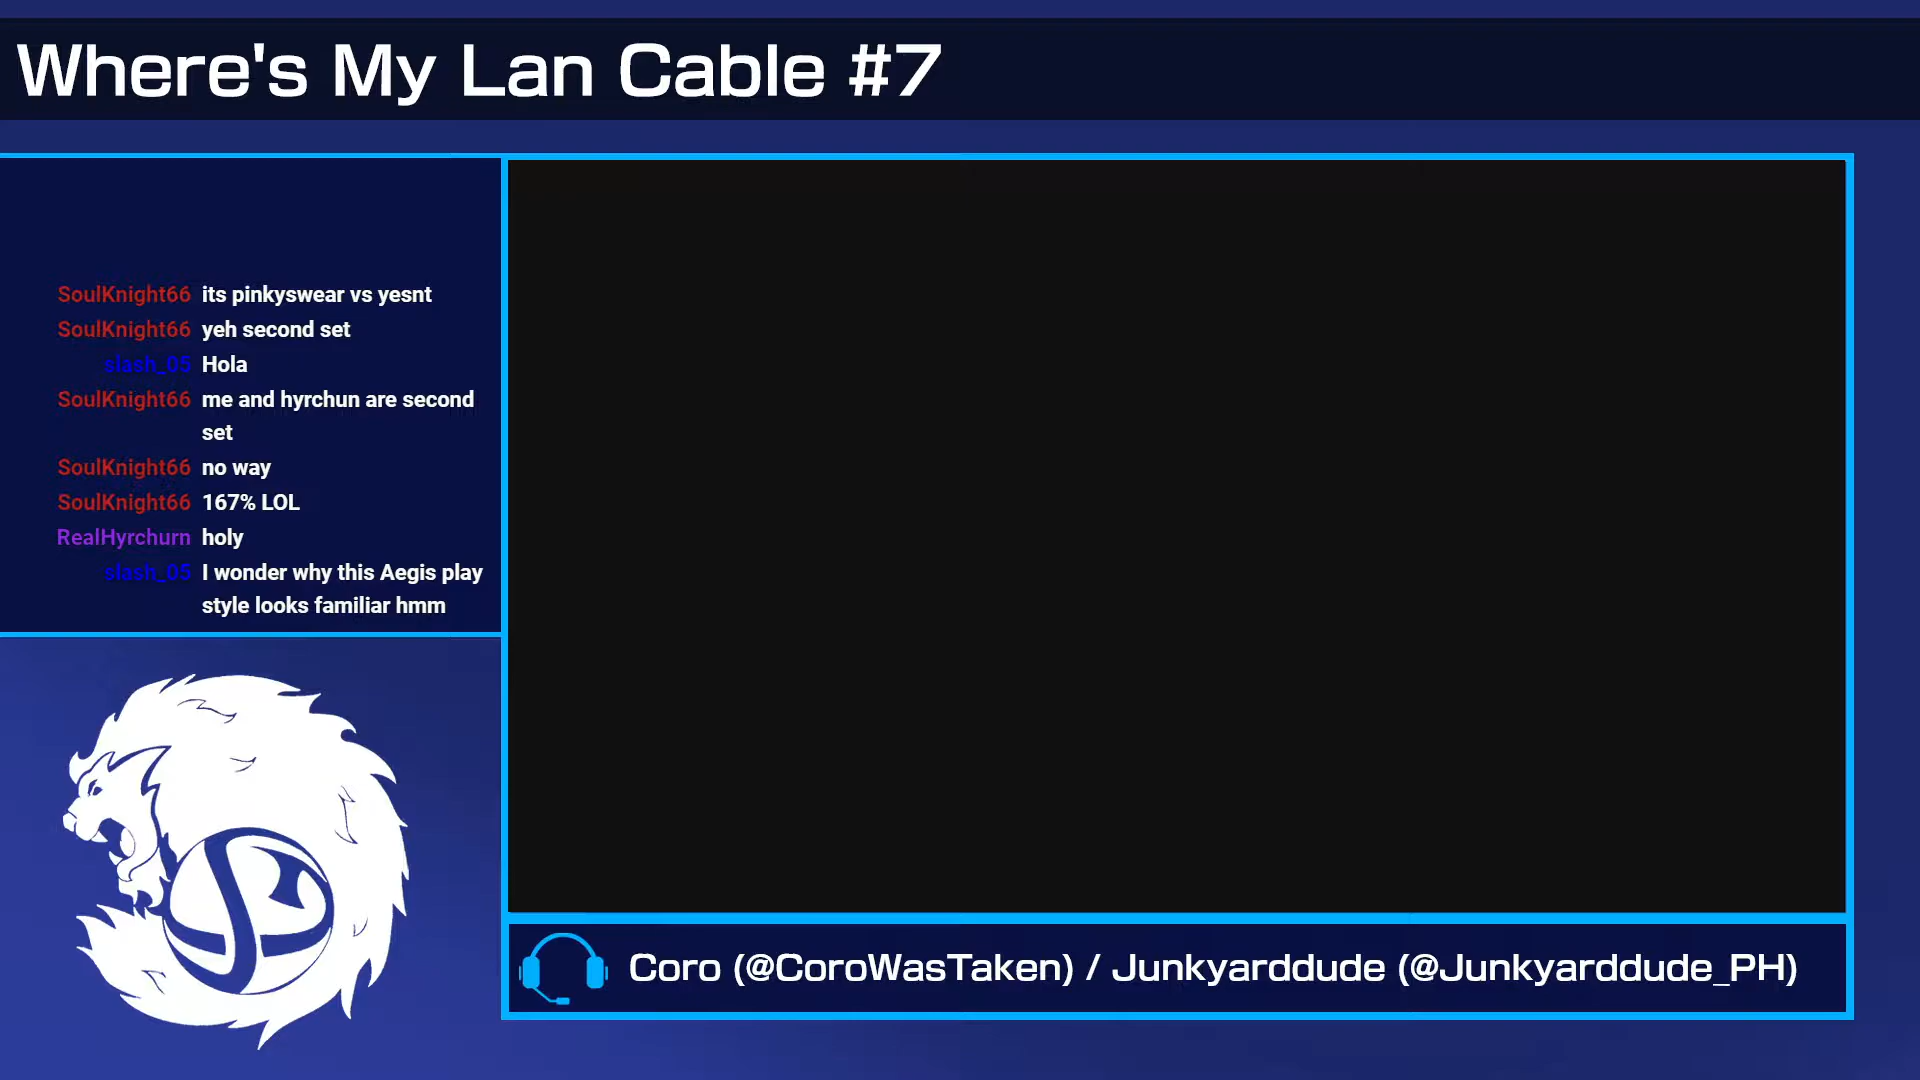 Where's My Lan Cable #7
SoulKnight66 its pinkyswear vs yesnt
SoulKnight66 yeh second set
slash_05 Hola
SoulKnight66 me and hyrchun are second
set
SoulKnight66 no way
SoulKnight66 167% LOL
RealHyrchurn holy
slash_05 I wonder why this Aegis play
style looks familiar hmm
Coro (@CoroWasTaken) / Junkyarddude (@Junkyarddude_PH)